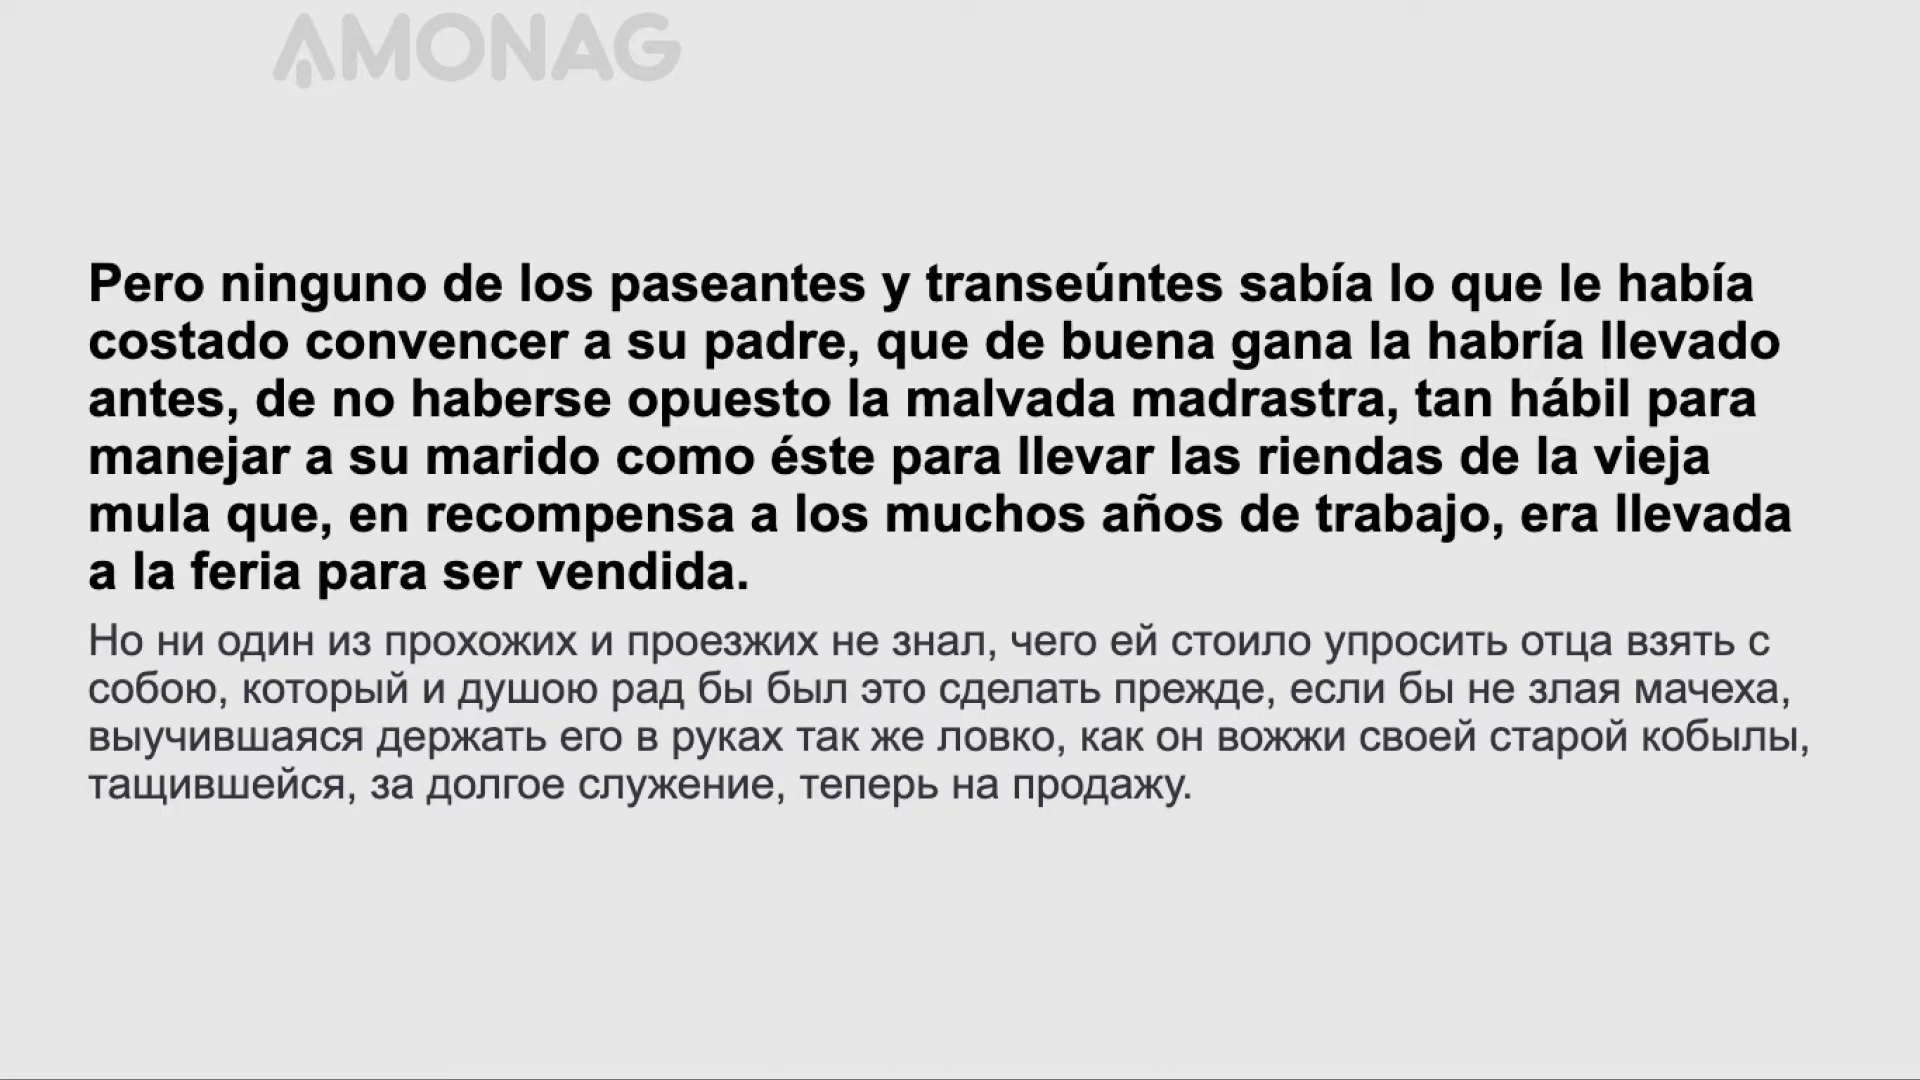 AMONAG
Pero ninguno de los paseantes y transeúntes sabía lo que le había
costado convencer a su padre, que de buena gana la habría llevado
antes, de no haberse opuesto la malvada madrastra, tan hábil para
manejar a su marido como éste para llevar las riendas de la vieja
mula que, en recompensa a los muchos años de trabajo, era llevada
a la feria para ser vendida.
Но ни один из прохожих и проезжих не знал, чего ей стоило упросить отца взять с
собою, который и душою рад бы был это сделать прежде, если бы не злая мачеха,
выучившаяся держать его в руках так же ловко, как он вожжи своей старой кобылы,
тащившейся, за долгое служение, теперь на продажу.